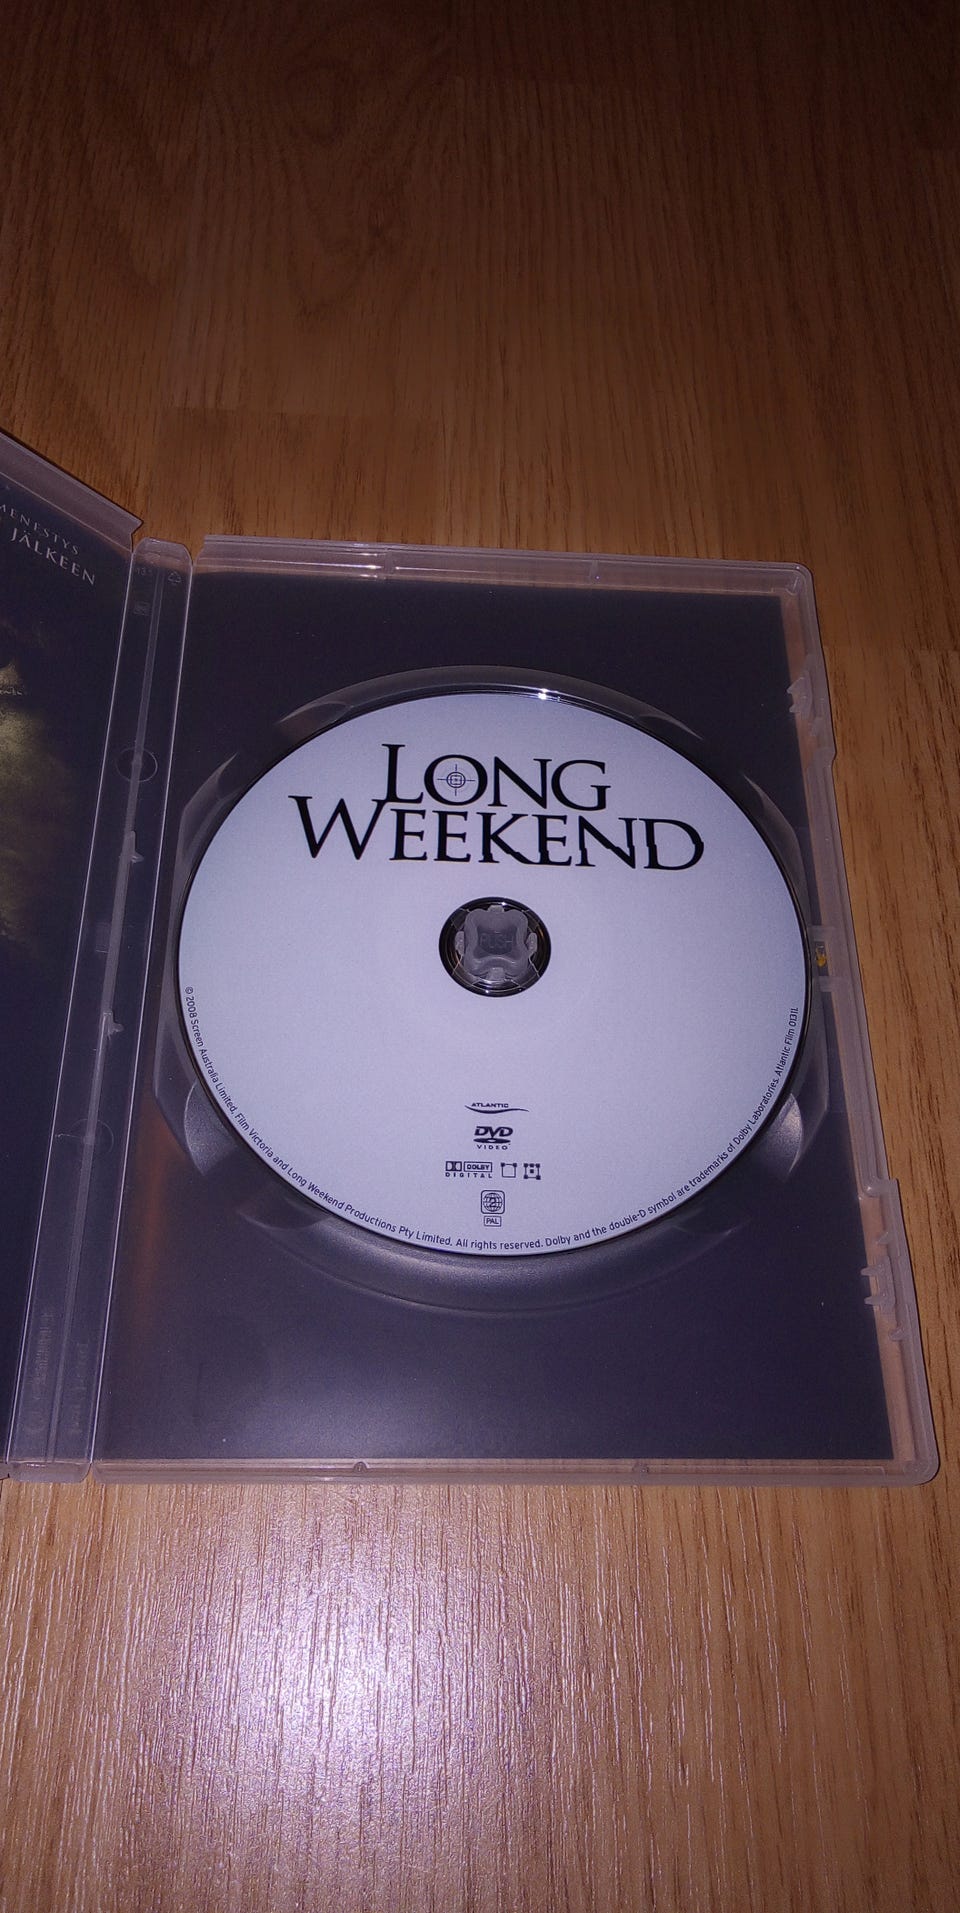 MENESTYS
JÄLKEEN
LONG
WEEKEND
PUSH
© 2008 Screen Australia Limited, Film Victoria and Long Weekend Productions Pty Limited. All rights reserved. Dolby and the double-D symbol are trademarks of Dolby Laboratories. Atlantic Film 0131L
ATLANTIC
DVD
VIDEO
DOLBY
DIGITAL
2
PAL